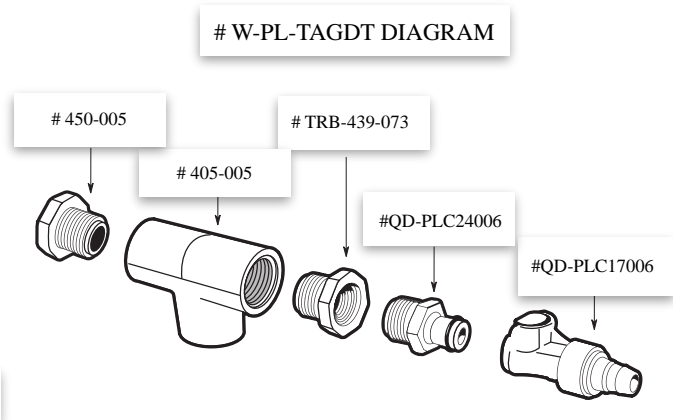 # W-PL-TAGDT DIAGRAM
# 450-005
# TRB-439-073
# 405-005
#QD-PLC24006
#QD-PLC17006